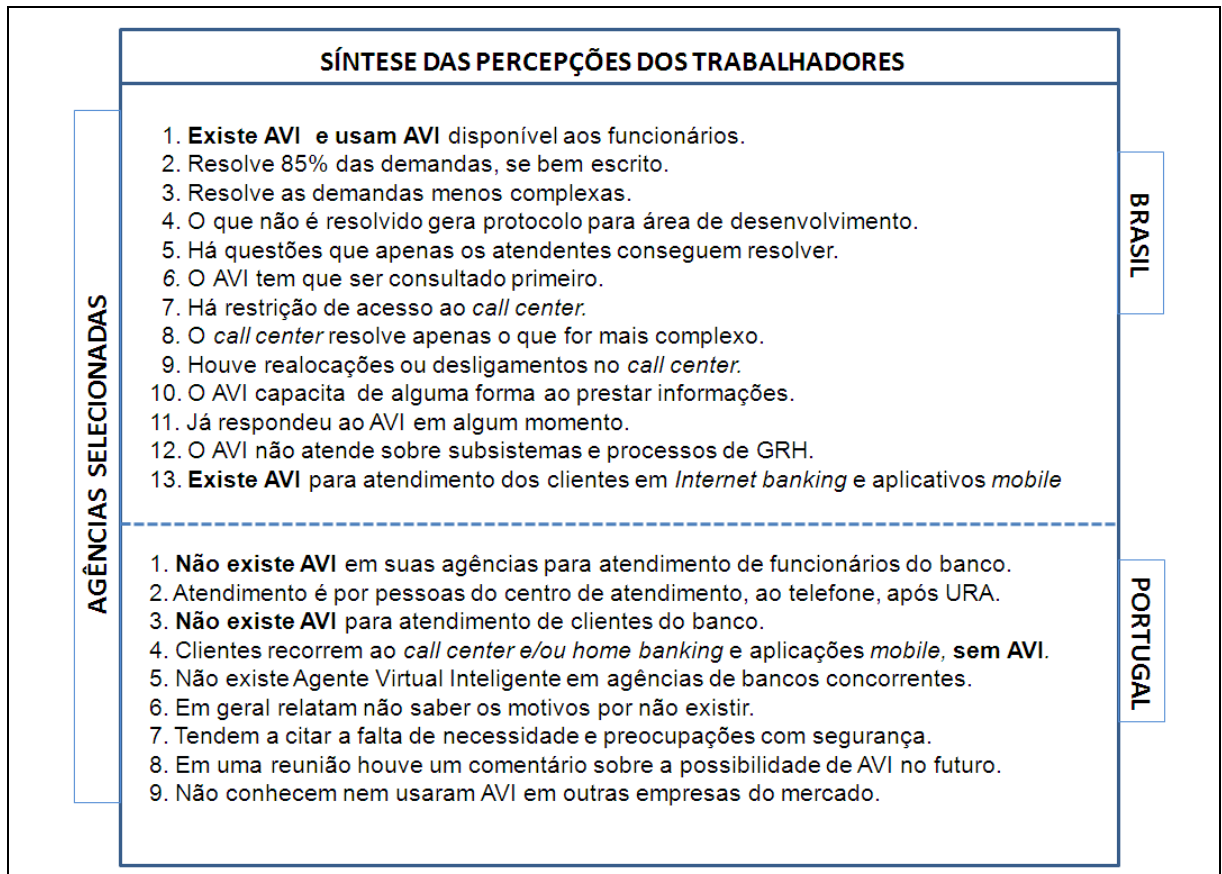 SÍNTESE DAS PERCEPÇÕES DOS TRABALHADORES
AGÊNCIAS SELECIONADAS
BRASIL
1. Existe AVI e usam AVI disponível aos funcionários.
2. Resolve 85% das demandas, se bem escrito.
3. Resolve as demandas menos complexas.
4. O que não é resolvido gera protocolo para área de desenvolvimento.
5. Há questões que apenas os atendentes conseguem resolver.
6. O AVI tem que ser consultado primeiro.
7. Há restrição de acesso ao call center.
8. O call center resolve apenas o que for mais complexo.
9. Houve realocações ou desligamentos no call center.
10. O AVI capacita de alguma forma ao prestar informações.
11. Já respondeu ao AVI em algum momento.
12. O AVI não atende sobre subsistemas e processos de GRH.
13. Existe AVI para atendimento dos clientes em Internet banking e aplicativos mobile
PORTUGAL
1. Não existe AVI em suas agências para atendimento de funcionários do banco.
2. Atendimento é por pessoas do centro de atendimento, ao telefone, após URA.
3. Não existe AVI para atendimento de clientes do banco.
4. Clientes recorrem ao call center e/ou home banking e aplicações mobile, sem AVI.
5. Não existe Agente Virtual Inteligente em agências de bancos concorrentes.
6. Em geral relatam não saber os motivos por não existir.
7. Tendem a citar a falta de necessidade e preocupações com segurança.
8. Em uma reunião houve um comentário sobre a possibilidade de AVI no futuro.
9. Não conhecem nem usaram AVI em outras empresas do mercado.